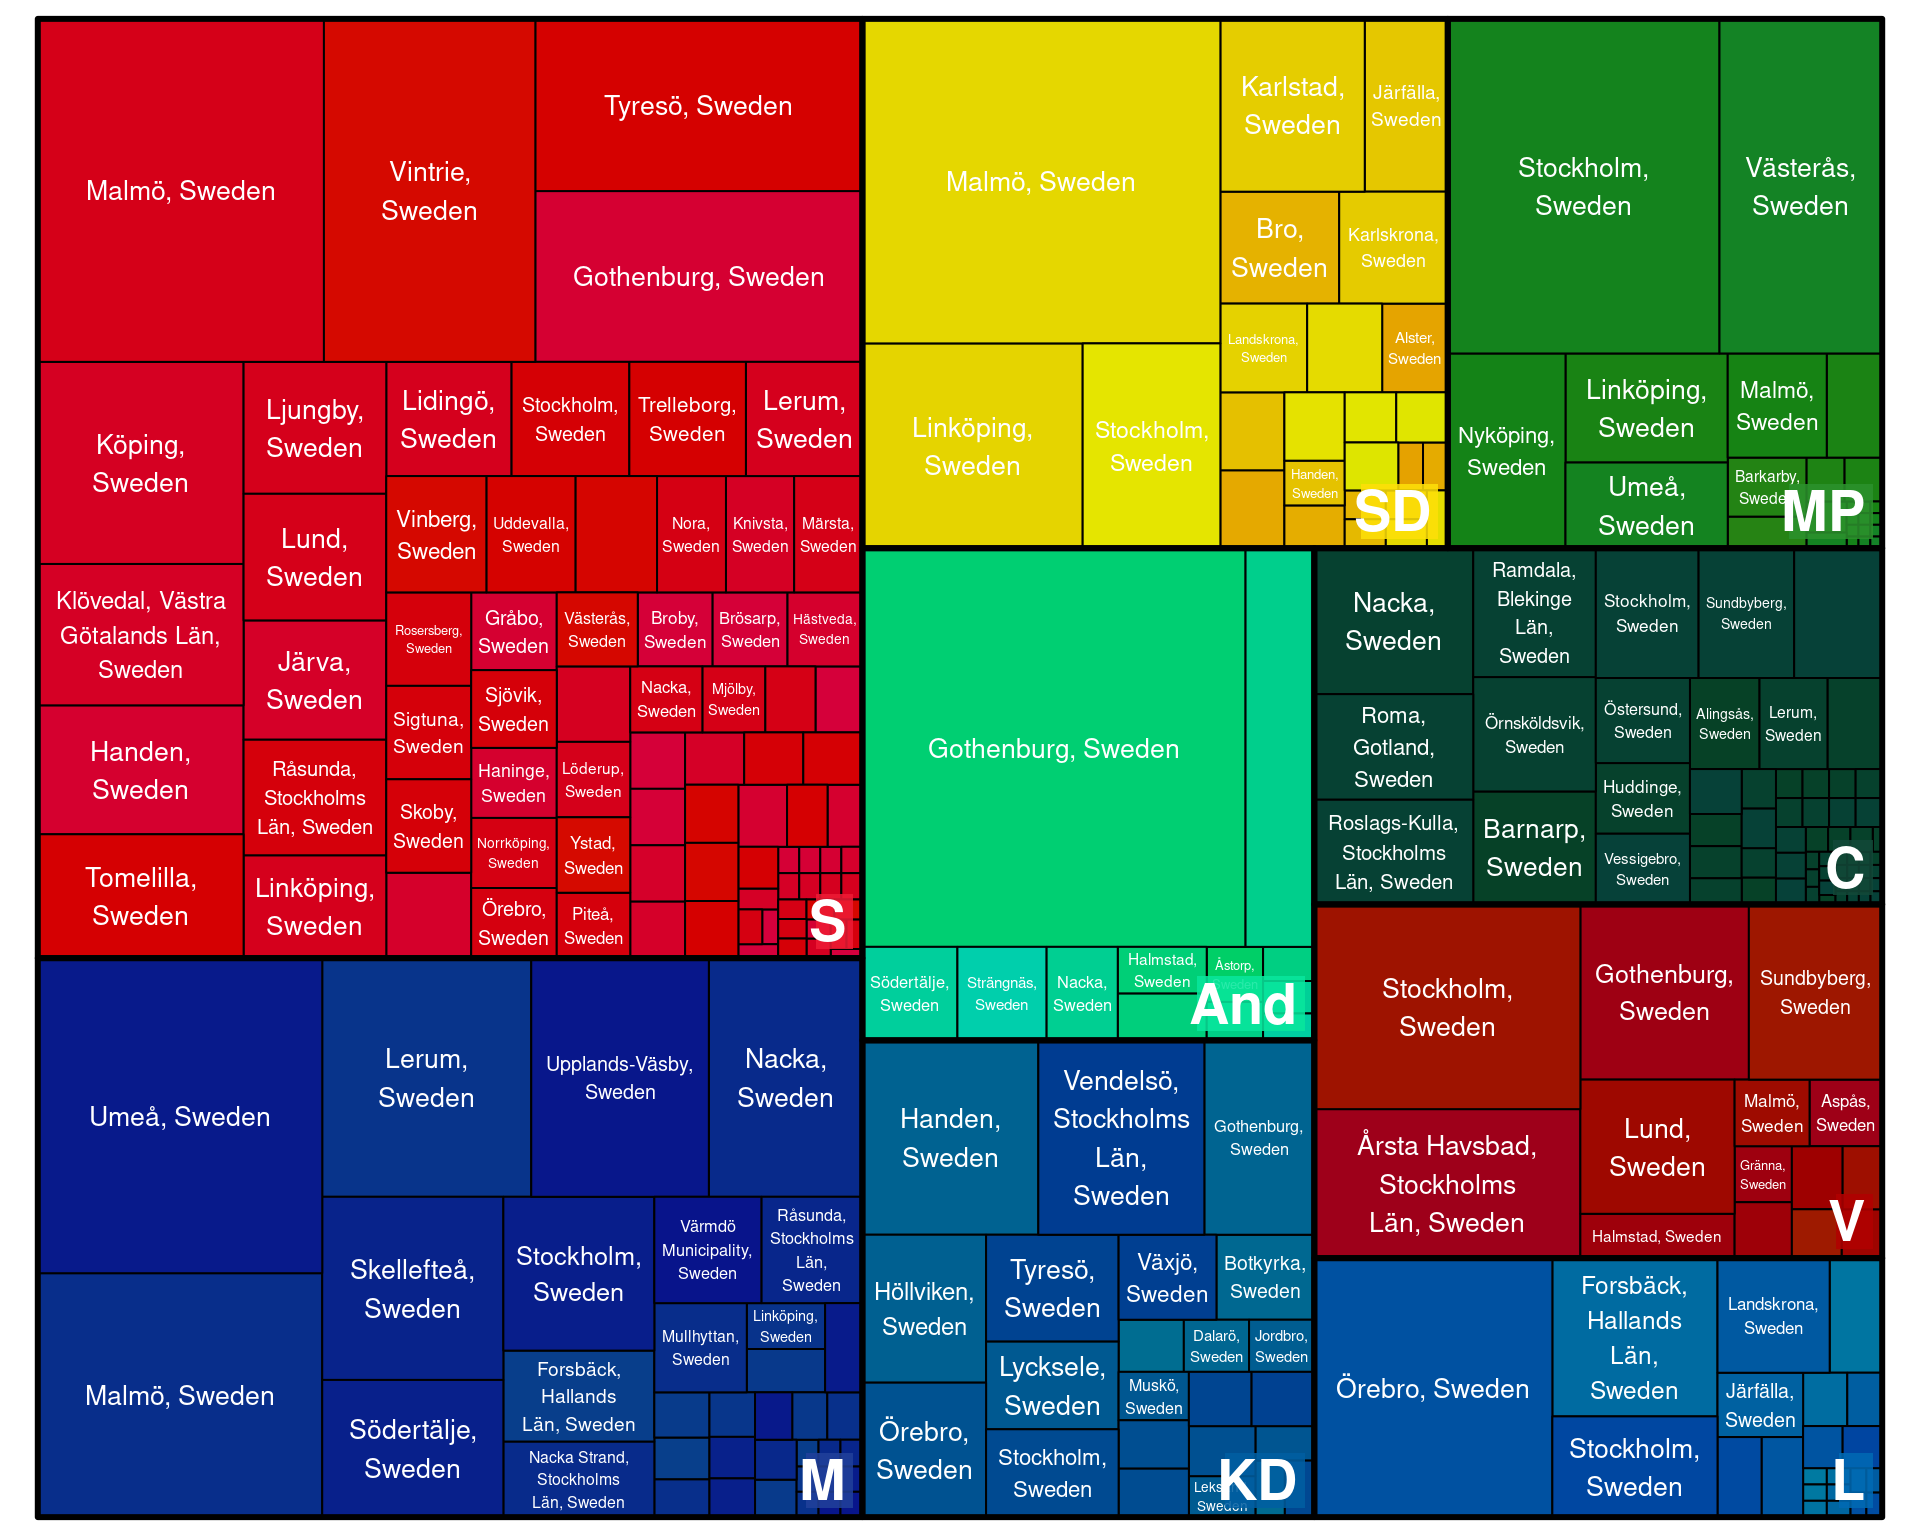 Malmö, Sweden
Vintrie,
Sweden
Tyresö, Sweden
Gothenburg, Sweden
Köping,
Sweden
Klövedal, Västra
Götalands Län,
Sweden
Handen,
Sweden
Tomelilla,
Sweden
Ljungby,
Sweden
Lund,
Sweden
Järva,
Sweden
Råsunda,
Stockholms
Län, Sweden
Linköping,
Sweden
Lidingö,
Sweden
Stockholm,
Sweden
Trelleborg,
Sweden
Lerum,
Sweden
Vinberg,
Sweden
Uddevalla,
Sweden
Nora,
Sweden
Knivsta,
Sweden
Märsta,
Sweden
Rosersberg,
Sweden
Sigtuna,
Sweden
Skoby,
Sweden
Gråbo,
Sweden
Sjövik,
Sweden
Haninge,
Sweden
Norrköping,
Sweden
Örebro,
Sweden
Västerås,
Sweden
Broby,
Sweden
Brösarp,
Sweden
Hästveda,
Sweden
Löderup,
Sweden
Ystad,
Sweden
Piteå,
Sweden
Nacka,
Sweden
Mjölby,
Sweden
S
Malmö, Sweden
Linköping,
Sweden
Stockholm,
Sweden
Karlstad,
Sweden
Järfälla,
Sweden
Bro,
Sweden
Karlskrona,
Sweden
Landskrona,
Sweden
Alster,
Sweden
Handen,
Sweden
SD
Stockholm,
Sweden
Västerås,
Sweden
Nyköping,
Sweden
Linköping,
Sweden
Umeå,
Sweden
Malmö,
Sweden
Barkarby,
Sweden
MP
Gothenburg, Sweden
Södertälje,
Sweden
Strängnäs,
Sweden
Nacka,
Sweden
Halmstad,
Sweden
Åstorp,
Sweden
And
Nacka,
Sweden
Roma,
Gotland,
Sweden
Roslags-Kulla,
Stockholms
Län, Sweden
Ramdala,
Blekinge
Län,
Sweden
Örnsköldsvik,
Sweden
Barnarp,
Sweden
Stockholm,
Sweden
Sundbyberg,
Sweden
Östersund,
Sweden
Huddinge,
Sweden
Vessigebro,
Sweden
Alingsås,
Sweden
Lerum,
Sweden
C
Umeå, Sweden
Malmö, Sweden
Lerum,
Sweden
Upplands-Väsby,
Sweden
Nacka,
Sweden
Skellefteå,
Sweden
Södertälje,
Sweden
Stockholm,
Sweden
Forsbäck,
Hallands
Län, Sweden
Nacka Strand,
Stockholms
Län, Sweden
Värmdö
Municipality,
Sweden
Råsunda,
Stockholms
Län,
Sweden
Mullhyttan,
Sweden
Linköping,
Sweden
M
Handen,
Sweden
Vendelsö,
Stockholms
Län,
Sweden
Gothenburg,
Sweden
Höllviken,
Sweden
Örebro,
Sweden
Tyresö,
Sweden
Lycksele,
Sweden
Stockholm,
Sweden
Växjö,
Sweden
Botkyrka,
Sweden
Dalarö,
Sweden
Jordbro,
Sweden
Muskö,
Sweden
Sweden
KD
Stockholm,
Sweden
Årsta Havsbad,
Stockholms
Län, Sweden
Gothenburg,
Sweden
Sundbyberg,
Sweden
Lund,
Sweden
Halmstad, Sweden
Malmö,
Sweden
Aspås,
Sweden
Gränna,
Sweden
V
Örebro, Sweden
Forsbäck,
Hallands
Län,
Sweden
Stockholm,
Sweden
Landskrona,
Sweden
Järfälla,
Sweden
L